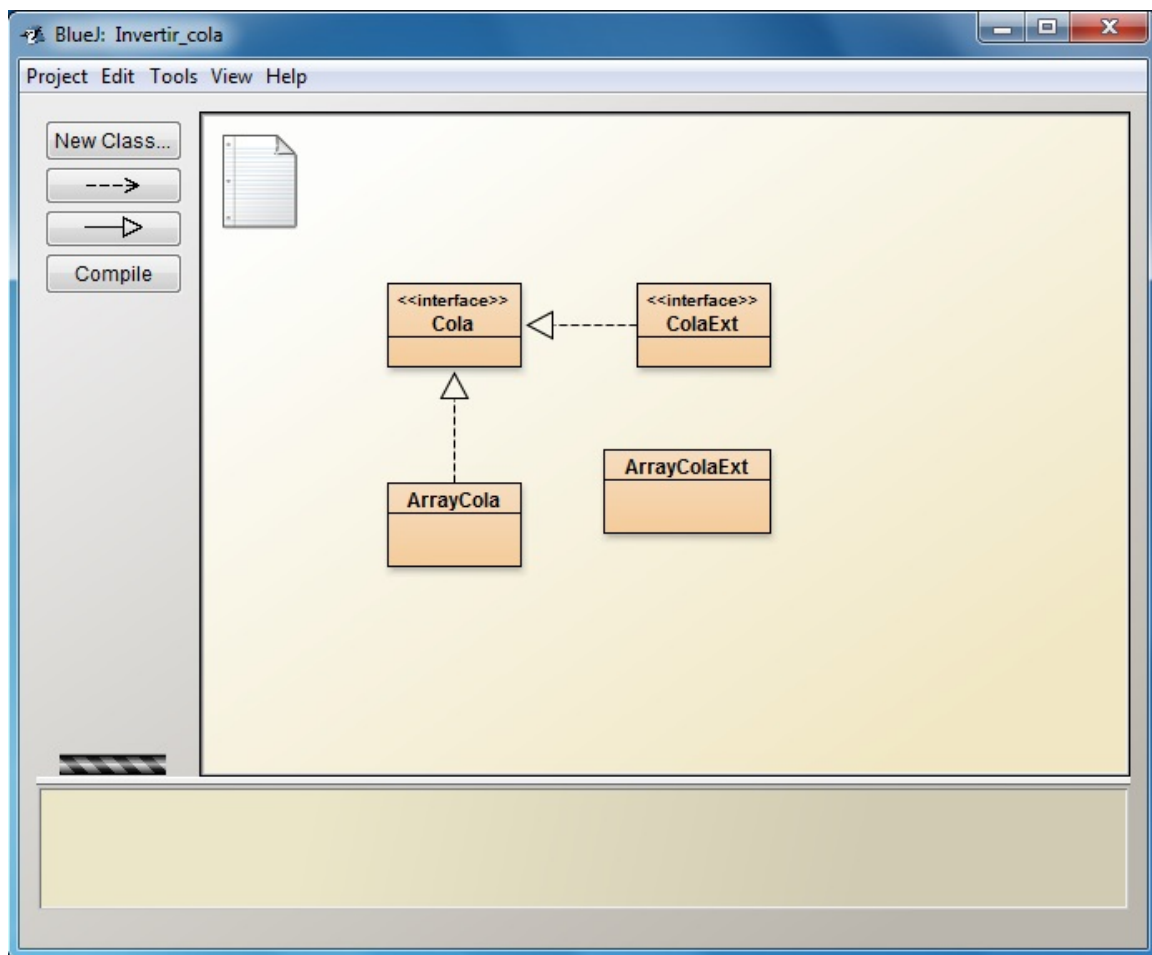 BlueJ: Invertir_cola
Project Edit Tools View Help
New Class...
Compile
<<interface>>
Cola
<<interface>>
ColaExt
ArrayCola
ArrayColaExt